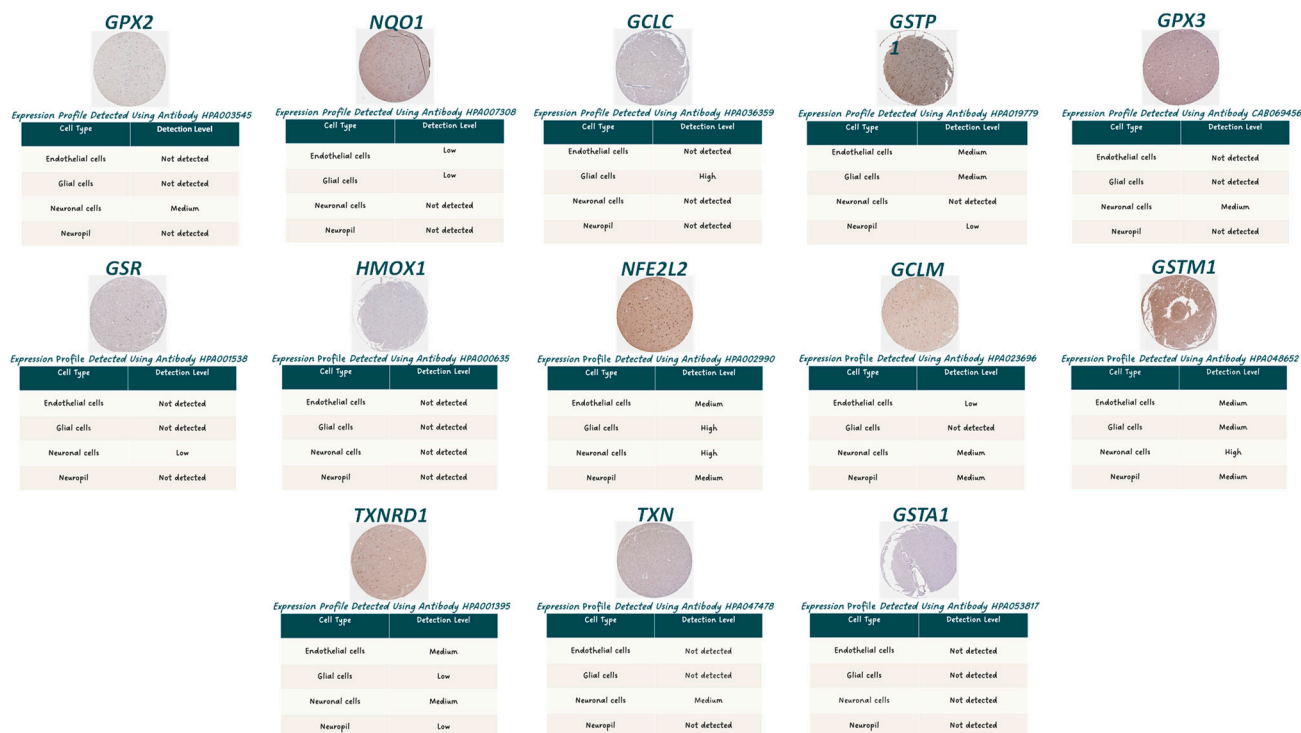 GPX2
Expression Profile Detected Using Antibody HPA003545
Cell Type Detection Level
Endothelial cells Not detected
Glial cells Not detected
Neuronal cells Medium
Neuropil Not detected
NQO1
Expression Profile Detected Using Antibody HPA007308
Cell Type Detection Level
Endothelial cells Low
Glial cells Low
Neuronal cells Not detected
Neuropil Not detected
GCLC
Expression Profile Detected Using Antibody HPA036359
Cell Type Detection Level
Endothelial cells Not detected
Glial cells High
Neuronal cells Not detected
Neuropil Not detected
GSTP
1
Expression Profile Detected Using Antibody HPA019779
Cell Type Detection Level
Endothelial cells Medium
Glial cells Medium
Neuronal cells Not detected
Neuropil Low
GPX3
Expression Profile Detected Using Antibody CAB069456
Cell Type Detection Level
Endothelial cells Not detected
Glial cells Not detected
Neuronal cells Medium
Neuropil Not detected
GSR
Expression Profile Detected Using Antibody HPA001538
Cell Type Detection Level
Endothelial cells Not detected
Glial cells Not detected
Neuronal cells Low
Neuropil Not detected
HMOX1
Expression Profile Detected Using Antibody HPA000635
Cell Type Detection Level
Endothelial cells Not detected
Glial cells Not detected
Neuronal cells Not detected
Neuropil Not detected
NFE2L2
Expression Profile Detected Using Antibody HPA002990
Cell Type Detection Level
Endothelial cells Medium
Glial cells High
Neuronal cells High
Neuropil Medium
GCLM
Expression Profile Detected Using Antibody HPA023696
Cell Type Detection Level
Endothelial cells Low
Glial cells Not detected
Neuronal cells Medium
Neuropil Medium
GSTM1
Expression Profile Detected Using Antibody HPA048652
Cell Type Detection Level
Endothelial cells Medium
Glial cells Medium
Neuronal cells High
Neuropil Medium
TXNRD1
Expression Profile Detected Using Antibody HPA001395
Cell Type Detection Level
Endothelial cells Medium
Glial cells Low
Neuronal cells Medium
Neuropil Low
TXN
Expression Profile Detected Using Antibody HPA047478
Cell Type Detection Level
Endothelial cells Not detected
Glial cells Not detected
Neuronal cells Medium
Neuropil Not detected
GSTA1
Expression Profile Detected Using Antibody HPA053817
Cell Type Detection Level
Endothelial cells Not detected
Glial cells Not detected
Neuronal cells Not detected
Neuropil Not detected